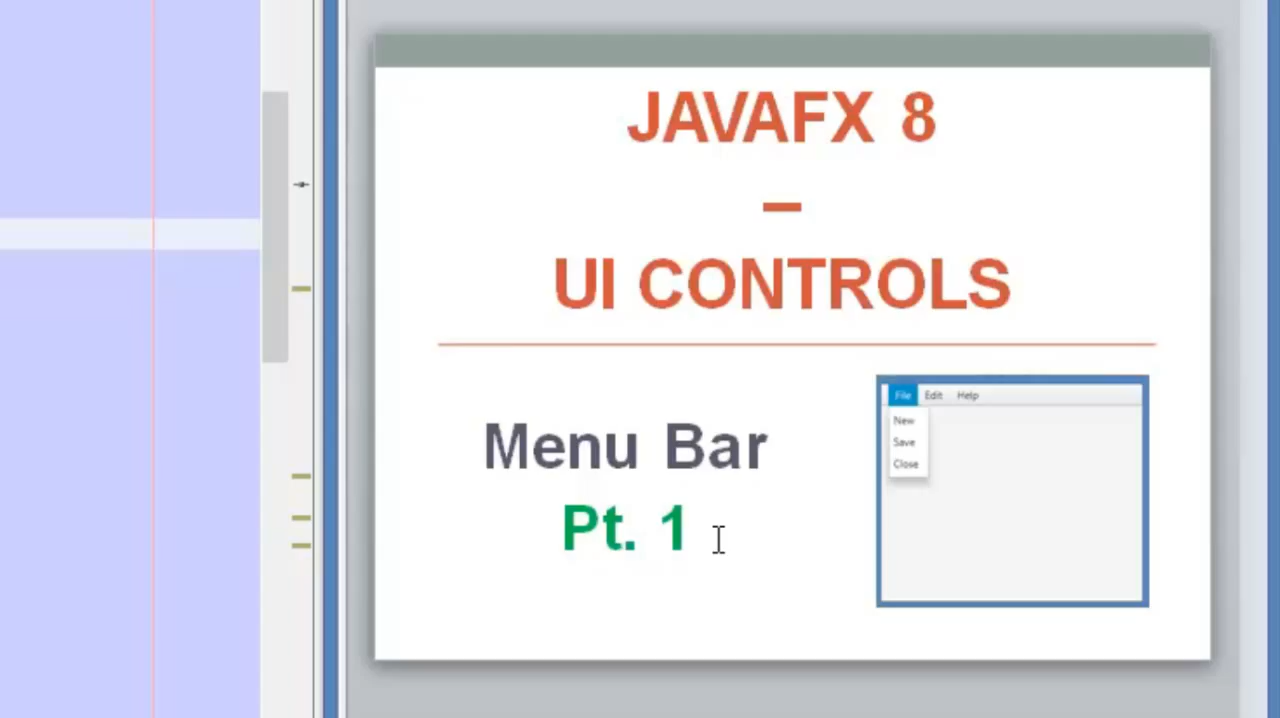 JAVAFX 8
–
UI CONTROLS
Menu Bar
Pt. 1
File Edit Help
New
Save
Close